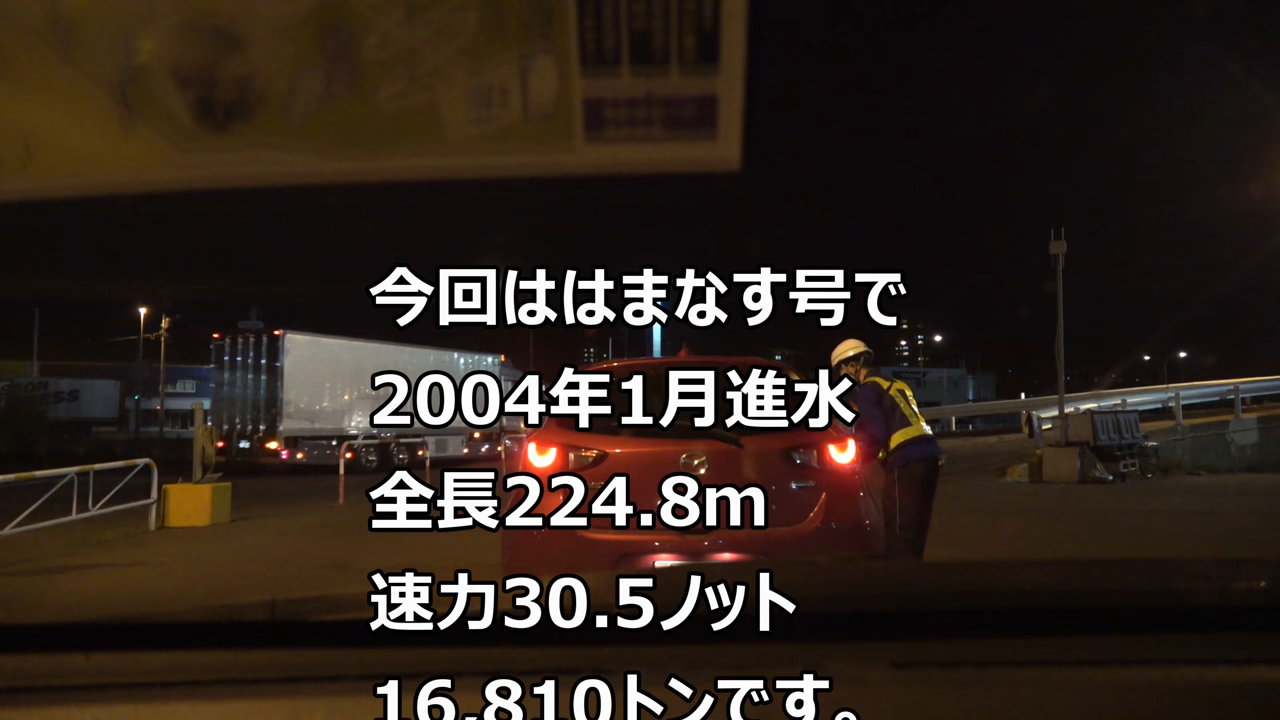 今回ははまなす号で
2004年1月進水
全長224.8m
速力30.5ノット
16,810トンです。